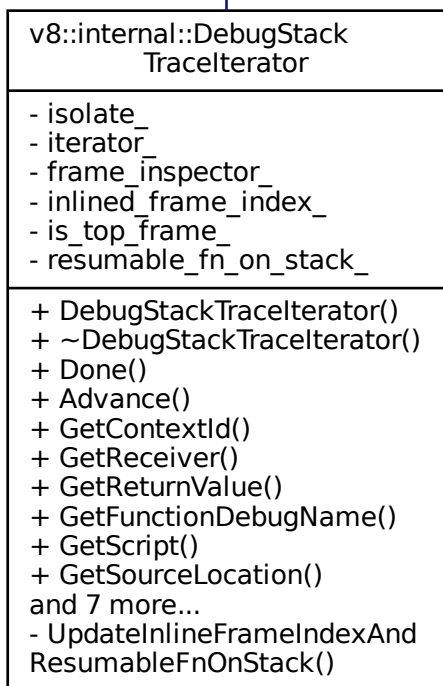 v8::internal::DebugStack
TraceIterator
- isolate_
- iterator_
- frame_inspector_
- inlined_frame_index_
- is_top_frame_
- resumable_fn_on_stack_
+ DebugStackTraceIterator()
+ ~DebugStackTraceIterator()
+ Done()
+ Advance()
+ GetContextId()
+ GetReceiver()
+ GetReturnValue()
+ GetFunctionDebugName()
+ GetScript()
+ GetSourceLocation()
and 7 more...
- UpdateInlineFrameIndexAnd
ResumableFnOnStack()